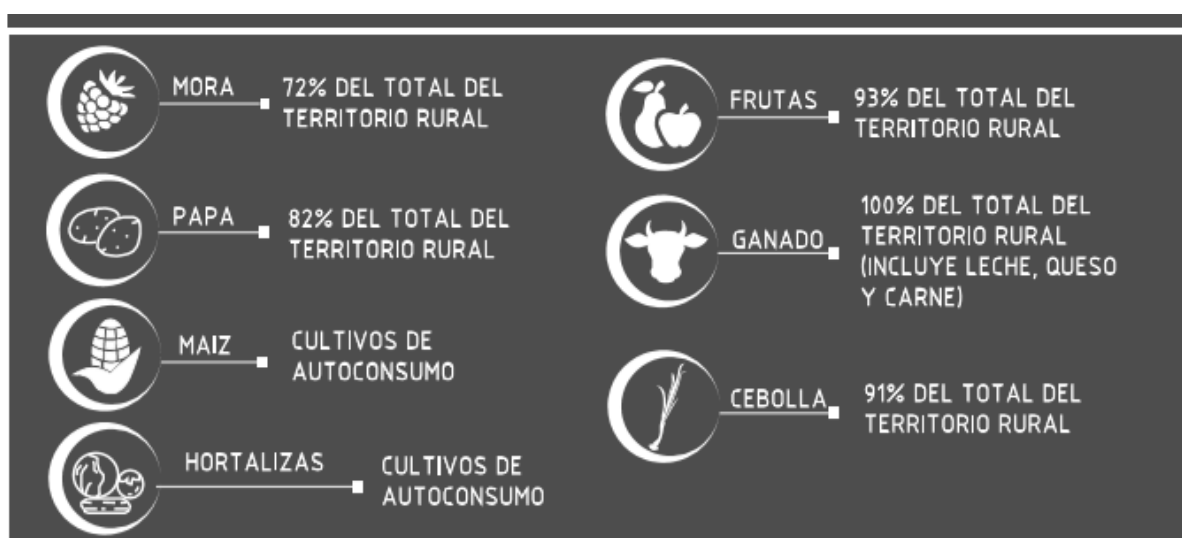 MORA
72% DEL TOTAL DEL
TERRITORIO RURAL
PAPA
82% DEL TOTAL DEL
TERRITORIO RURAL
MAIZ
CULTIVOS DE
AUTOCONSUMO
HORTALIZAS
CULTIVOS DE
AUTOCONSUMO
FRUTAS
93% DEL TOTAL DEL
TERRITORIO RURAL
GANADO
100% DEL TOTAL DEL
TERRITORIO RURAL
(INCLUYE LECHE, QUESO
Y CARNE)
CEBOLLA
91% DEL TOTAL DEL
TERRITORIO RURAL